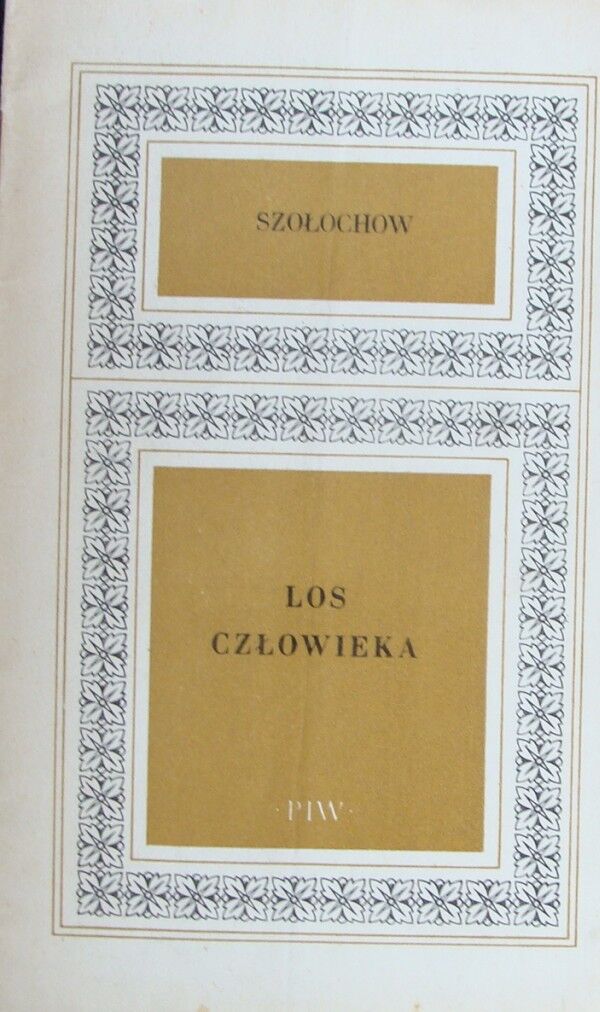 SZOŁOCHOW
LOS
CZŁOWIEKA
· PIW ·